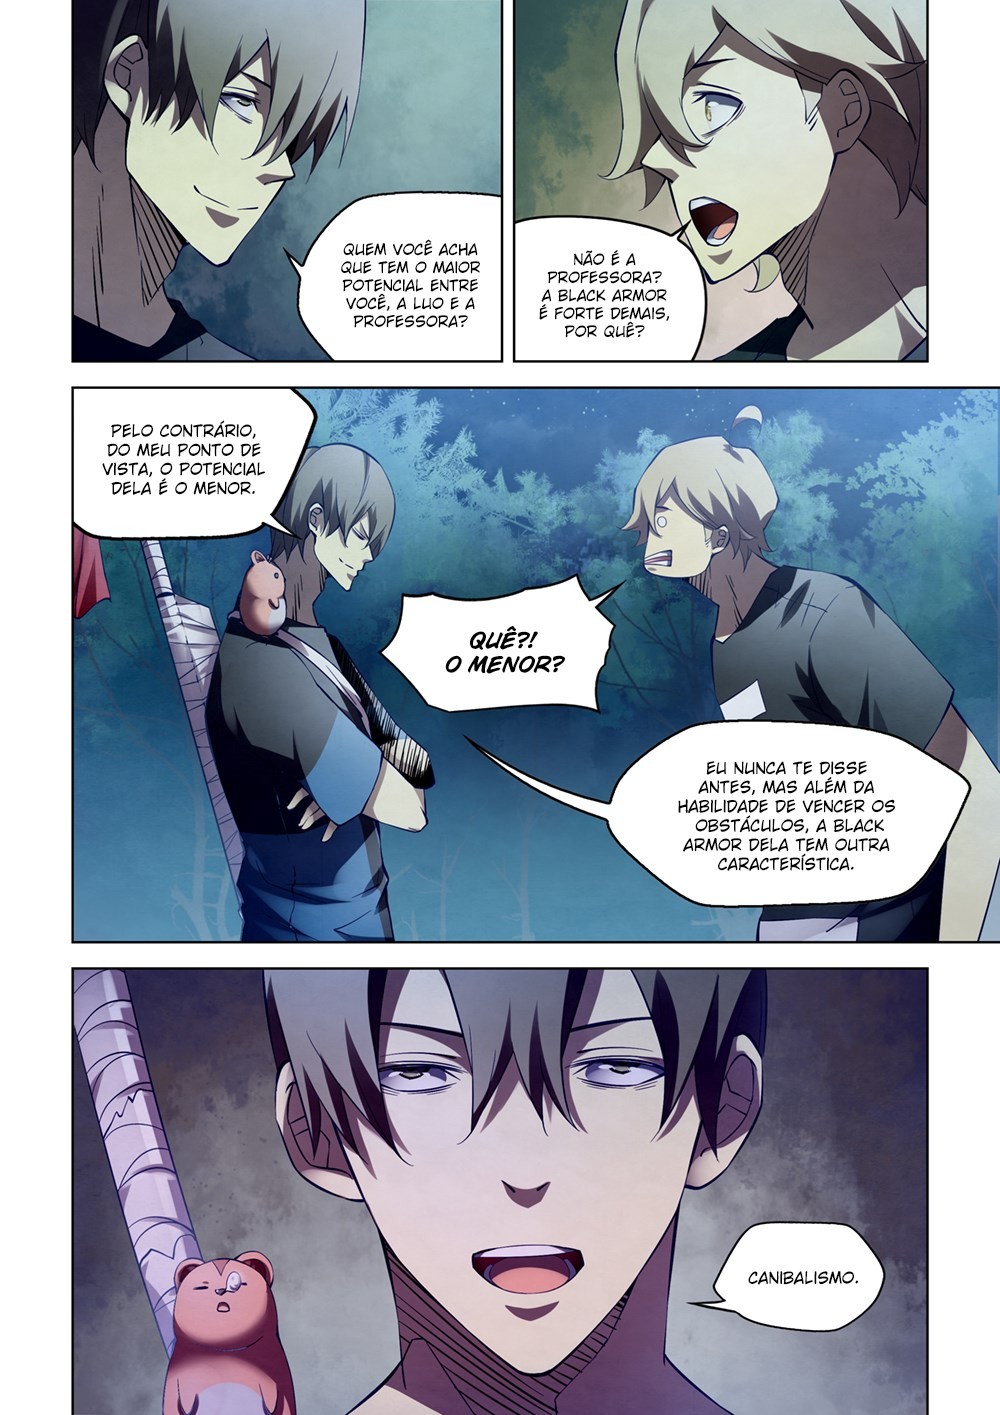 QUEM VOCÊ ACHA
QUE TEM O MAIOR
POTENCIAL ENTRE
VOCÊ, A LUO E A
PROFESSORA?
NÃO É A
PROFESSORA?
A BLACK ARMOR
É FORTE DEMAIS,
POR QUÊ?
PELO CONTRÁRIO,
DO MEU PONTO DE
VISTA, O POTENCIAL
DELA É O MENOR.
QUÊ?!
O MENOR?
EU NUNCA TE DISSE
ANTES, MAS ALÉM DA
HABILIDADE DE VENCER OS
OBSTÁCULOS, A BLACK
ARMOR DELA TEM OUTRA
CARACTERÍSTICA.
CANIBALISMO.